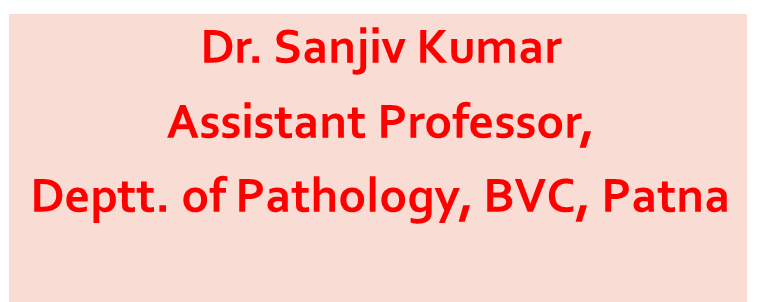 Dr. Sanjiv Kumar
Assistant Professor,
Deptt. of Pathology, BVC, Patna